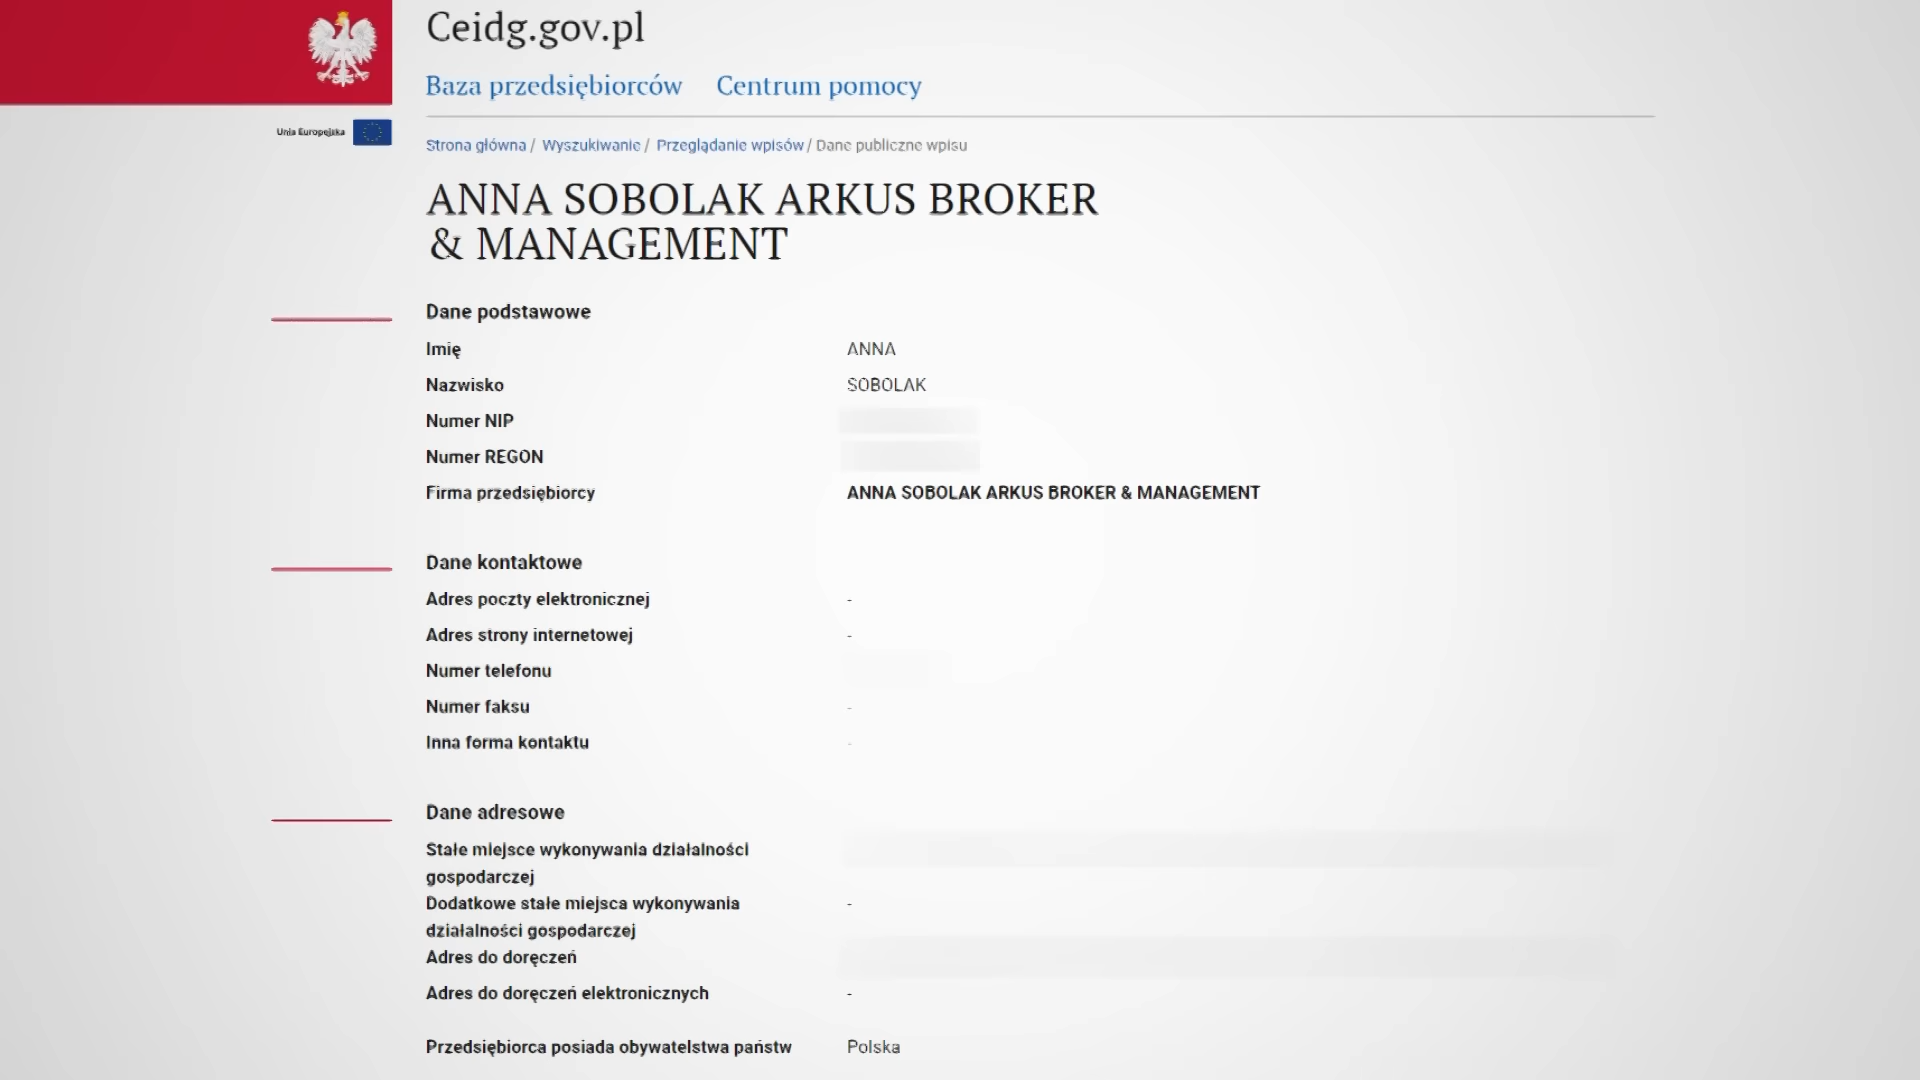 Ceidg.gov.pl
Baza przedsiębiorców Centrum pomocy
Unia Europejska
Strona główna / Wyszukiwanie / Przeglądanie wpisów / Dane publiczne wpisu
ANNA SOBOLAK ARKUS BROKER
& MANAGEMENT
Dane podstawowe
Imię ANNA
Nazwisko SOBOLAK
Numer NIP
Numer REGON
Firma przedsiębiorcy ANNA SOBOLAK ARKUS BROKER & MANAGEMENT
Dane kontaktowe
Adres poczty elektronicznej -
Adres strony internetowej -
Numer telefonu
Numer faksu -
Inna forma kontaktu -
Dane adresowe
Stałe miejsce wykonywania działalności
gospodarczej
Dodatkowe stałe miejsca wykonywania -
działalności gospodarczej
Adres do doręczeń
Adres do doręczeń elektronicznych -
Przedsiębiorca posiada obywatelstwa państw Polska